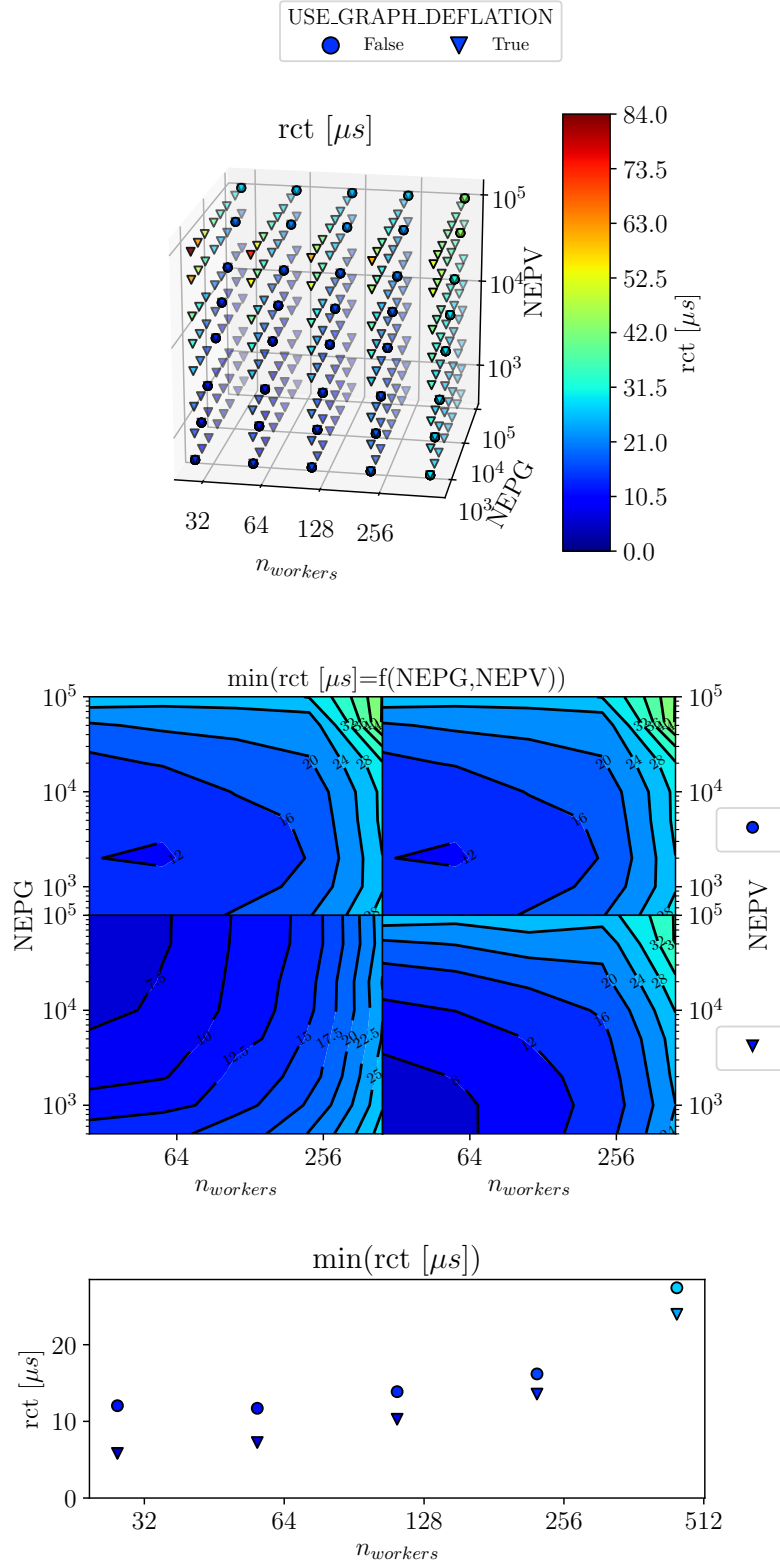 USE_GRAPH_DEFLATION
False True
rct [μs]
84.0
73.5
63.0
52.5
42.0
31.5
21.0
10.5
0.0
rct [μs]
10^5
10^4
10^3
NEPV
10^5
10^4
10^3
NEPG
32 64 128 256
n_workers
min(rct [μs]=f(NEPG,NEPV))
10^5
10^4
10^3
10^5
10^4
10^3
NEPG
12 16 20 24 28 32
12 16 20 24 28 32
7.5 10 12.5 15 17.5 20 22.5 25
12 16 20 24 28 32
10^5
10^4
10^3
10^5
10^4
10^3
NEPV
64 256 64 256
n_workers n_workers
min(rct [μs])
20
10
0
rct [μs]
32 64 128 256 512
n_workers